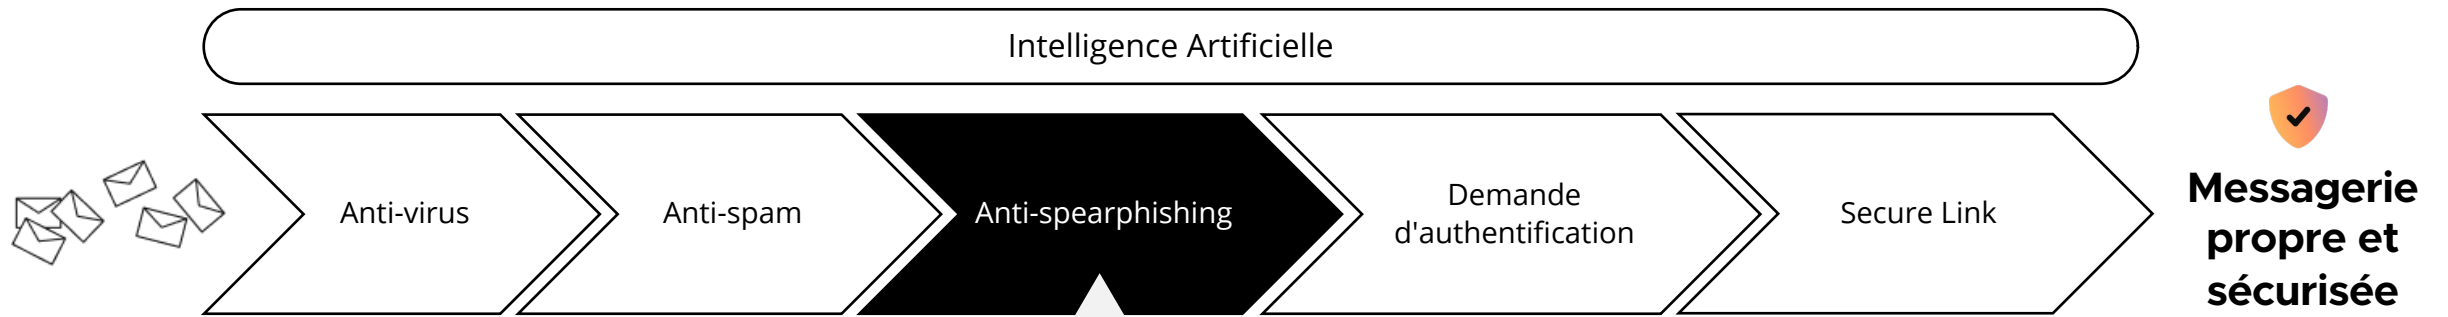 Intelligence Artificielle
Anti-virus
Anti-spam
Anti-spearphishing
Demande
d'authentification
Secure Link
Messagerie
propre et
sécurisée